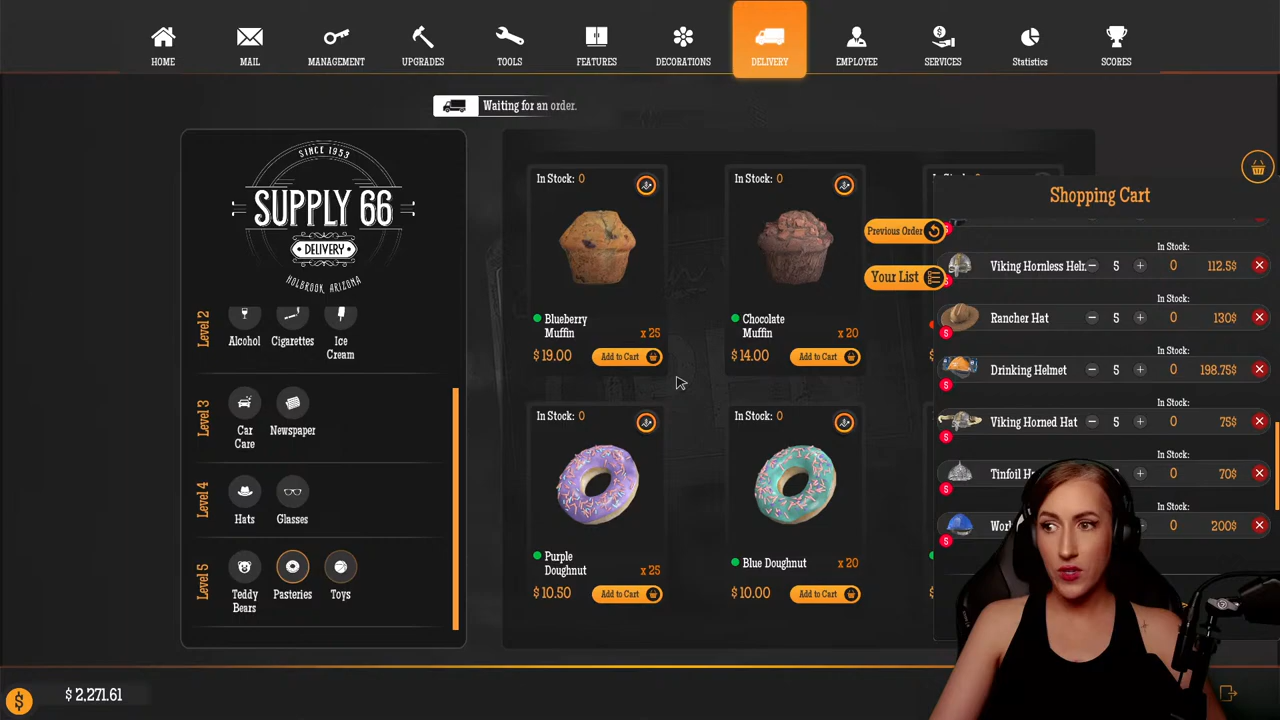 HOME
MAIL
MANAGEMENT
UPGRADES
TOOLS
FEATURES
DECORATIONS
DELIVERY
EMPLOYEE
SERVICES
Statistics
SCORES
Waiting for an order.
SINCE 1953
SUPPLY 66
DELIVERY
HOLBROOK, ARIZONA
Level 2
Alcohol
Cigarettes
Ice
Cream
Level 3
Car
Care
Newspaper
Level 4
Hats
Glasses
Level 5
Teddy
Bears
Pasteries
Toys
In Stock: 0
Blueberry
Muffin
x 25
$ 19.00
Add to Cart
In Stock: 0
Chocolate
Muffin
x 20
$ 14.00
Add to Cart
In Stock: 0
Purple
Doughnut
x 25
$ 10.50
Add to Cart
In Stock: 0
Blue Doughnut
x 20
$ 10.00
Add to Cart
Previous Order
Your List
Shopping Cart
In Stock:
S Viking Hornless Helm 5 0 112.5$
In Stock:
S Rancher Hat 5 0 130$
In Stock:
S Drinking Helmet 5 0 198.75$
In Stock:
S Viking Horned Hat 5 0 75$
In Stock:
S Tinfoil 0 70$
In Stock:
S 0 200$
$ 2,271.61